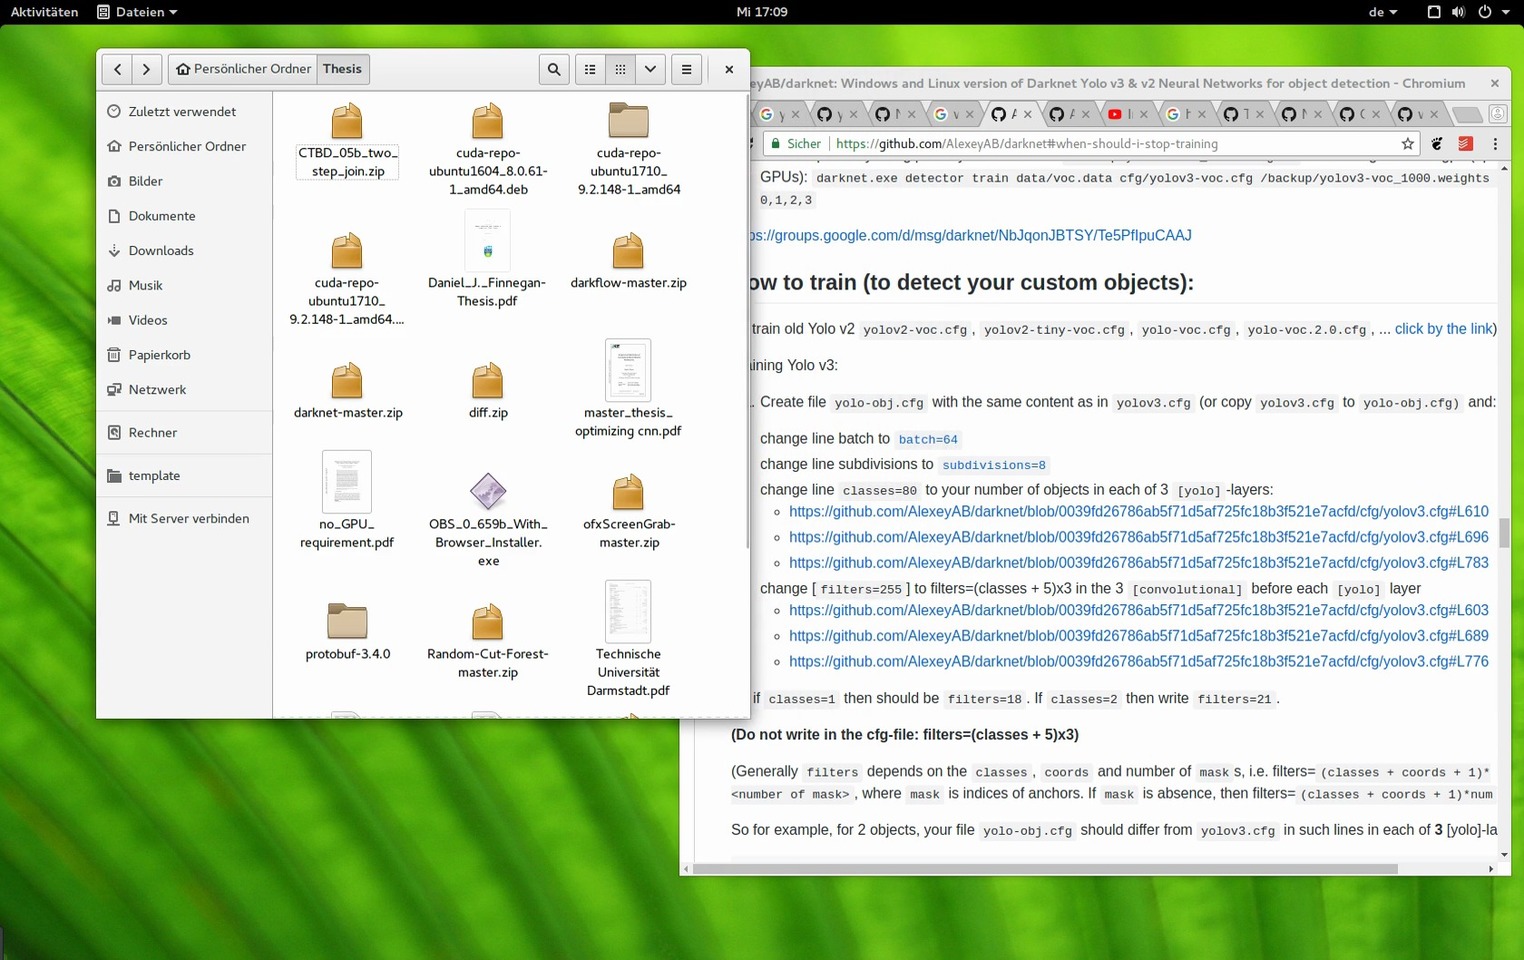 Aktivitäten Dateien Mi 17:09 de
Persönlicher Ordner Thesis
Zuletzt verwendet
Persönlicher Ordner
Bilder
Dokumente
Downloads
Musik
Videos
Papierkorb
Netzwerk
Rechner
template
Mit Server verbinden
CTBD_05b_two_
step_join.zip
cuda-repo-
ubuntu1604_8.0.61-
1_amd64.deb
cuda-repo-
ubuntu1710_
9.2.148-1_amd64
cuda-repo-
ubuntu1710_
9.2.148-1_amd64....
Daniel_J._Finnegan-
Thesis.pdf
darkflow-master.zip
darknet-master.zip
diff.zip
master_thesis_
optimizing cnn.pdf
no_GPU_
requirement.pdf
OBS_0_659b_With_
Browser_Installer.
exe
ofxScreenGrab-
master.zip
protobuf-3.4.0
Random-Cut-Forest-
master.zip
Technische
Universität
Darmstadt.pdf
eyAB/darknet: Windows and Linux version of Darknet Yolo v3 & v2 Neural Networks for object detection - Chromium
Sicher https://github.com/AlexeyAB/darknet#when-should-i-stop-training
GPUs): darknet.exe detector train data/voc.data cfg/yolov3-voc.cfg /backup/yolov3-voc_1000.weights
0,1,2,3
ps://groups.google.com/d/msg/darknet/NbJqonJBTSY/Te5PfIpuCAAJ
ow to train (to detect your custom objects):
train old Yolo v2 yolov2-voc.cfg, yolov2-tiny-voc.cfg, yolo-voc.cfg, yolo-voc.2.0.cfg, ... click by the link)
ining Yolo v3:
. Create file yolo-obj.cfg with the same content as in yolov3.cfg (or copy yolov3.cfg to yolo-obj.cfg) and:
change line batch to batch=64
change line subdivisions to subdivisions=8
change line classes=80 to your number of objects in each of 3 [yolo]-layers:
https://github.com/AlexeyAB/darknet/blob/0039fd26786ab5f71d5af725fc18b3f521e7acfd/cfg/yolov3.cfg#L610
https://github.com/AlexeyAB/darknet/blob/0039fd26786ab5f71d5af725fc18b3f521e7acfd/cfg/yolov3.cfg#L696
https://github.com/AlexeyAB/darknet/blob/0039fd26786ab5f71d5af725fc18b3f521e7acfd/cfg/yolov3.cfg#L783
change [filters=255] to filters=(classes + 5)x3 in the 3 [convolutional] before each [yolo] layer
https://github.com/AlexeyAB/darknet/blob/0039fd26786ab5f71d5af725fc18b3f521e7acfd/cfg/yolov3.cfg#L603
https://github.com/AlexeyAB/darknet/blob/0039fd26786ab5f71d5af725fc18b3f521e7acfd/cfg/yolov3.cfg#L689
https://github.com/AlexeyAB/darknet/blob/0039fd26786ab5f71d5af725fc18b3f521e7acfd/cfg/yolov3.cfg#L776
if classes=1 then should be filters=18. If classes=2 then write filters=21.
(Do not write in the cfg-file: filters=(classes + 5)x3)
(Generally filters depends on the classes, coords and number of masks, i.e. filters=(classes + coords + 1)*
<number of mask>, where mask is indices of anchors. If mask is absence, then filters=(classes + coords + 1)*num
So for example, for 2 objects, your file yolo-obj.cfg should differ from yolov3.cfg in such lines in each of 3 [yolo]-la